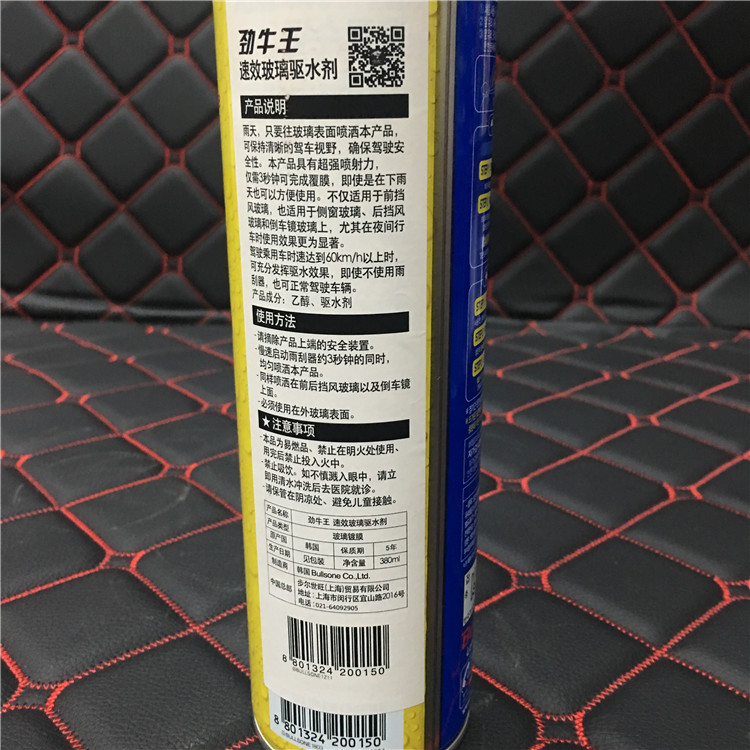 劲牛王
速效玻璃驱水剂
产品说明
雨天，只要往玻璃表面喷洒本产品，
可保持清晰的驾车视野，确保驾驶安
全性。本产品具有超强喷射力，
仅需3秒钟可完成覆膜，即使是在下雨
天也可以方便使用。不仅适用于前挡
风玻璃，也适用于侧窗玻璃、后挡风
玻璃和倒车镜玻璃上，尤其在夜间行
车时使用效果更为显著。
驾驶乘用车时速达到60km/h以上时，
可充分发挥驱水效果，即使不使用雨
刮器，也可正常驾驶车辆。
产品成分：乙醇、驱水剂
使用方法
·请摘除产品上端的安全装置。
·慢速启动雨刮器约3秒钟的同时，
均匀喷洒本产品。
·同样喷洒在前后挡风玻璃以及倒车镜
上面。
·必须使用在外玻璃表面。
★注意事项
·本品为易燃品、禁止在明火处使用、
用完后禁止投入火中。
·禁止吸饮。如不慎溅入眼中，请立
即用清水冲洗后去医院就诊。
·请保管在阴凉处、避免儿童接触。
产品名称 劲牛王 速效玻璃驱水剂
产品类型 玻璃镀膜
原产国 韩国 保质期 5年
生产日期 见包装 净含量 380ml
制造商 韩国 Bullsone Co.,Ltd.
中国总部 步尔世旺(上海)贸易有限公司
地址：上海市闵行区宜山路2016号
电话：021-64092905
8 801324 200150
@BULLSONE1211
8 801324 200150